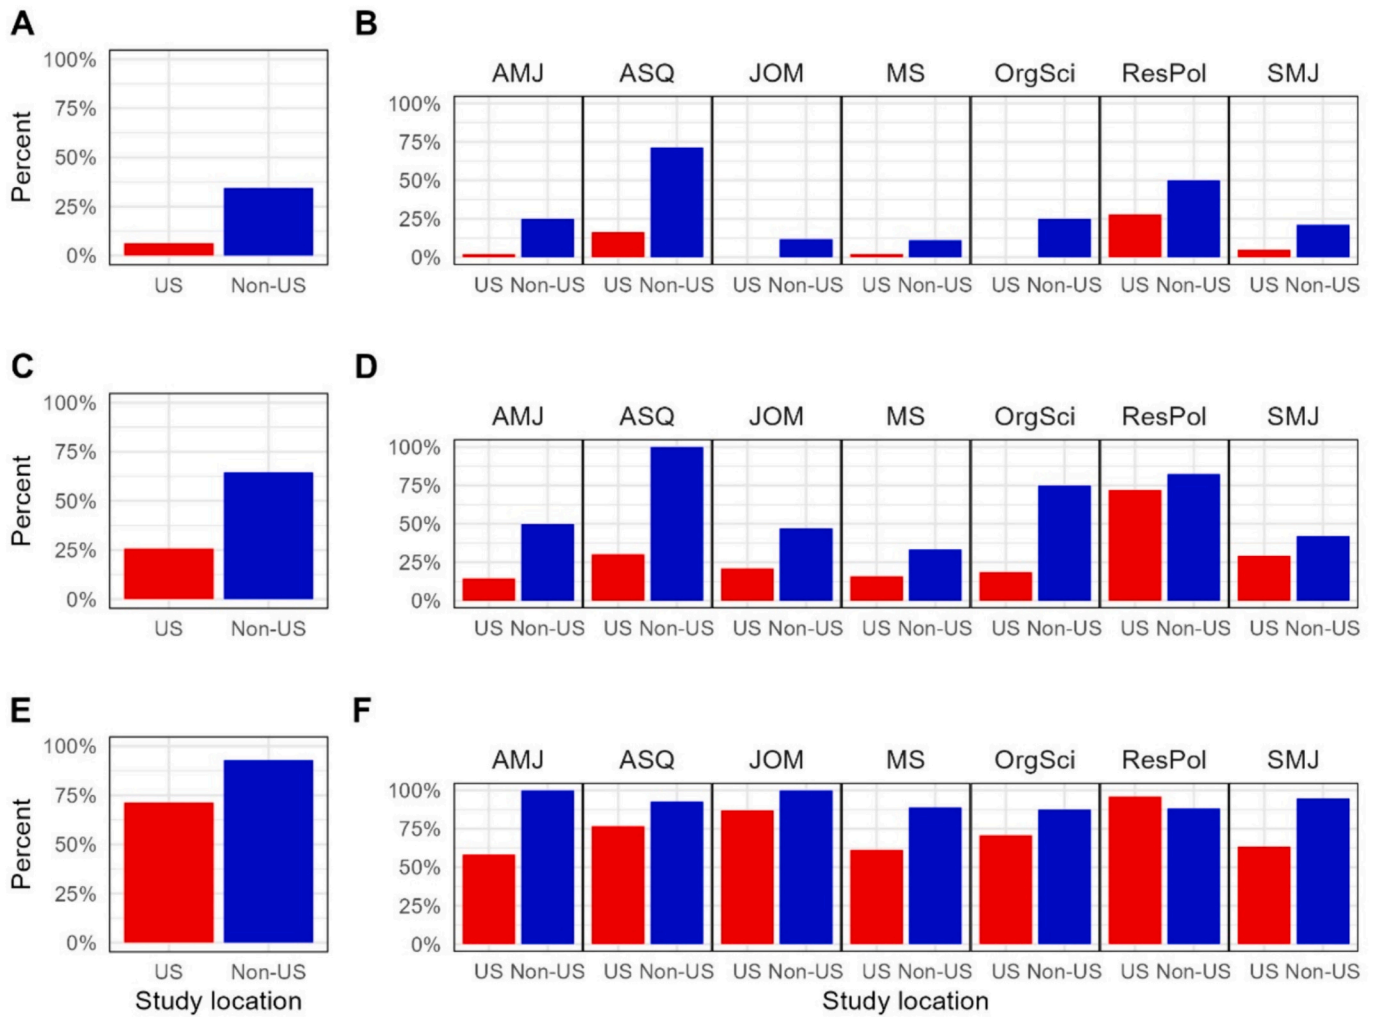 A
B
AMJ ASQ JOM MS OrgSci ResPol SMJ
Percent
100%
75%
50%
25%
0%
US Non-US
100%
75%
50%
25%
0%
US Non-US US Non-US US Non-US US Non-US US Non-US US Non-US US Non-US
C
D
AMJ ASQ JOM MS OrgSci ResPol SMJ
Percent
100%
75%
50%
25%
0%
US Non-US
100%
75%
50%
25%
0%
US Non-US US Non-US US Non-US US Non-US US Non-US US Non-US US Non-US
E
F
AMJ ASQ JOM MS OrgSci ResPol SMJ
Percent
100%
75%
50%
25%
0%
US Non-US
Study location
100%
75%
50%
25%
0%
US Non-US US Non-US US Non-US US Non-US US Non-US US Non-US US Non-US
Study location